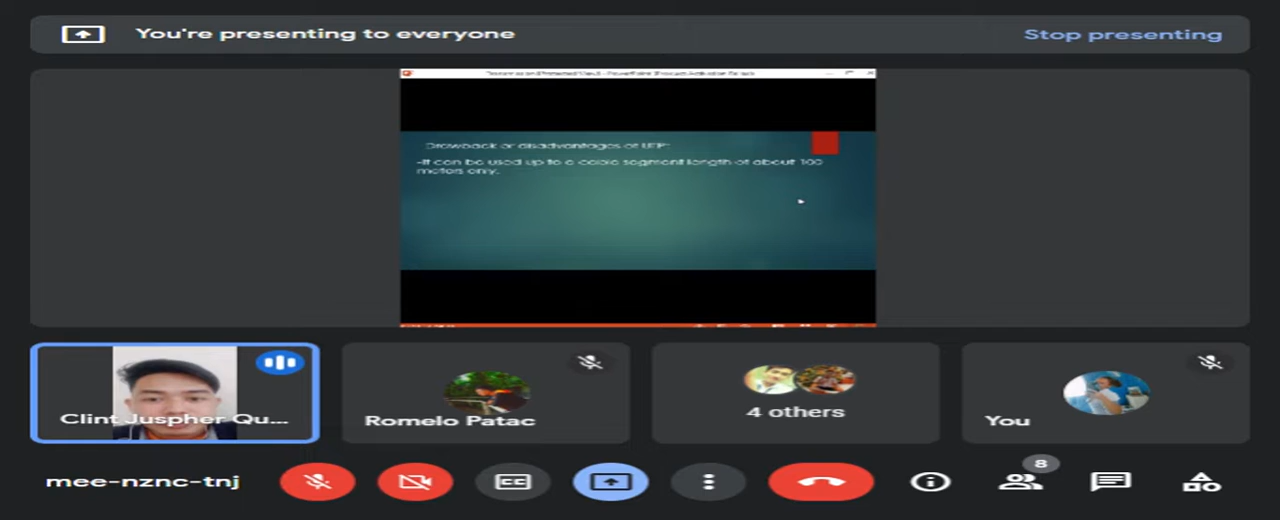 You're presenting to everyone
Stop presenting
Drawback or disadvantages of UTP:
-It can be used up to a cable segment length of about 100
meters only.
Clint Juspher Qu...
Romelo Patac
4 others
You
mee-nznc-tnj
CC
8